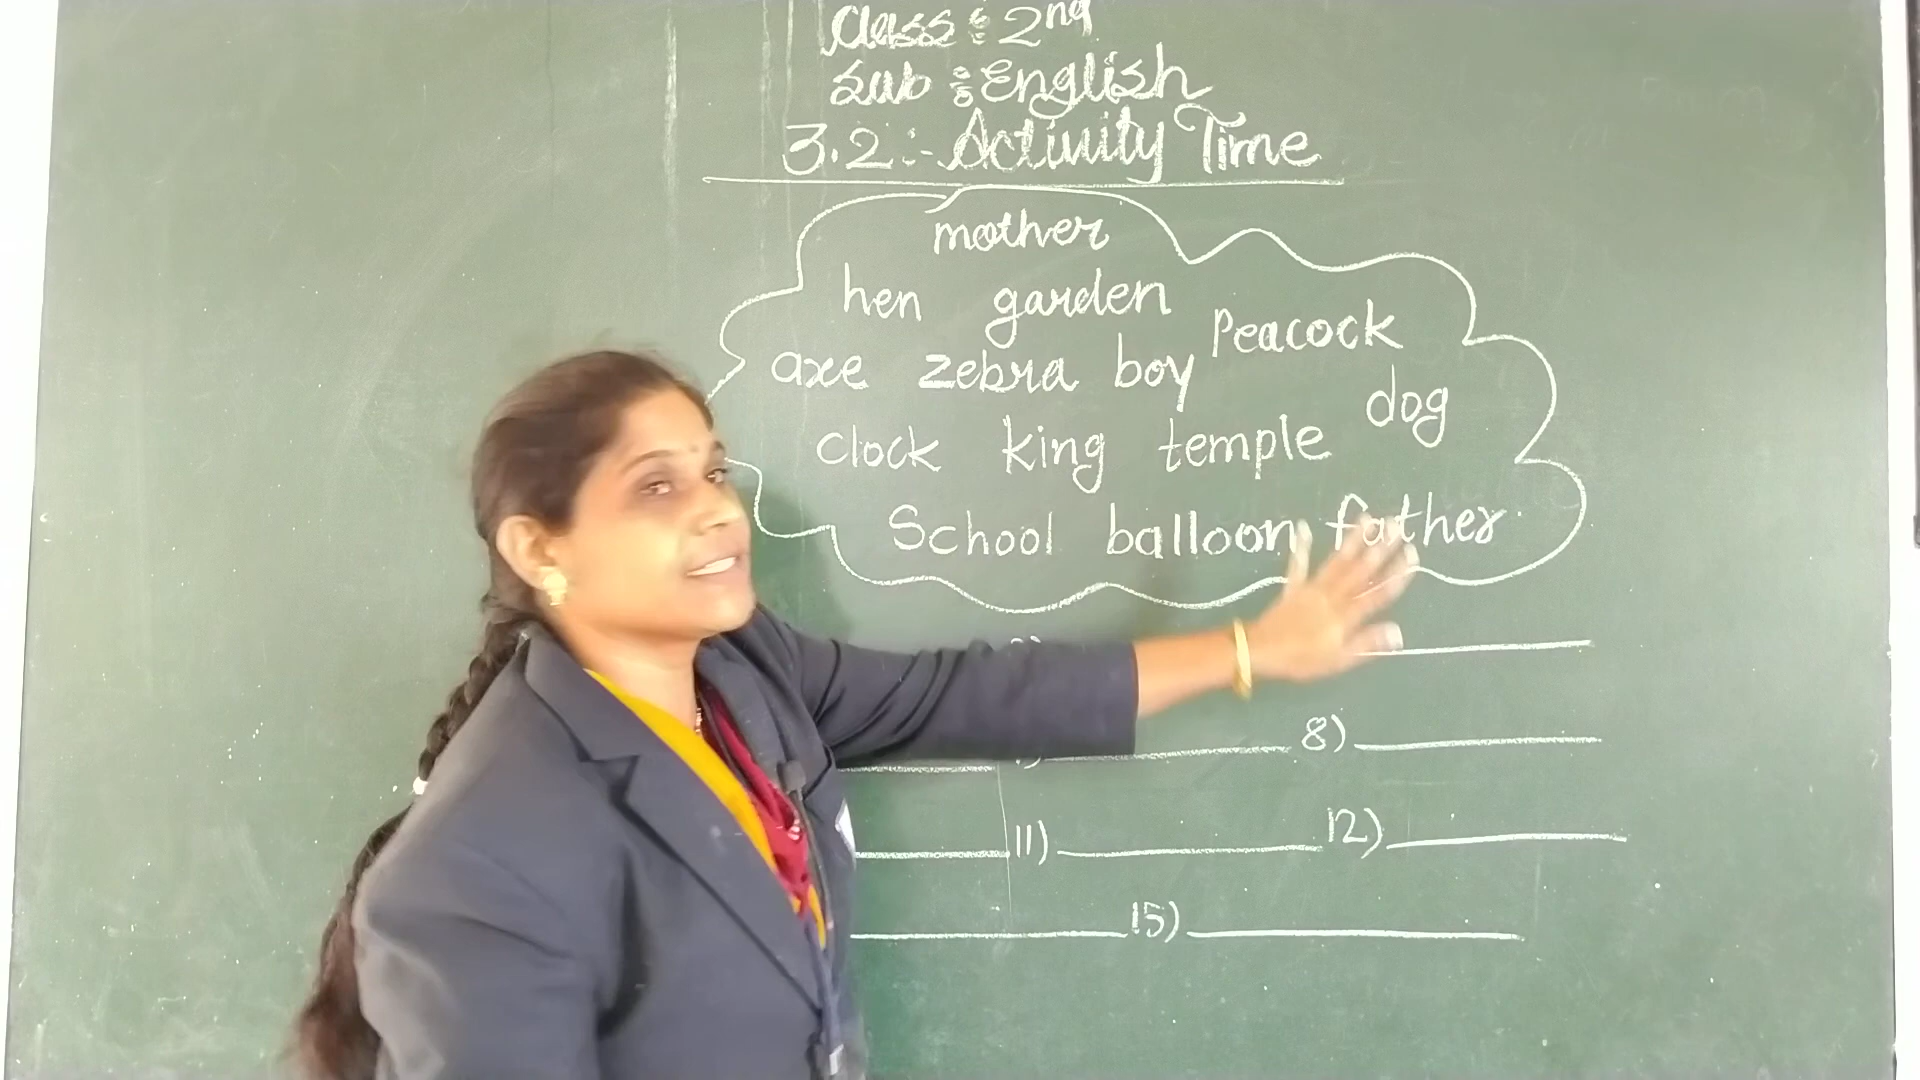 Class : 2nd
Sub : English
3.2 :- Activity Time
mother
hen garden Peacock
axe zebra boy
dog
clock king temple
School balloon father
8)
11) 12)
15)